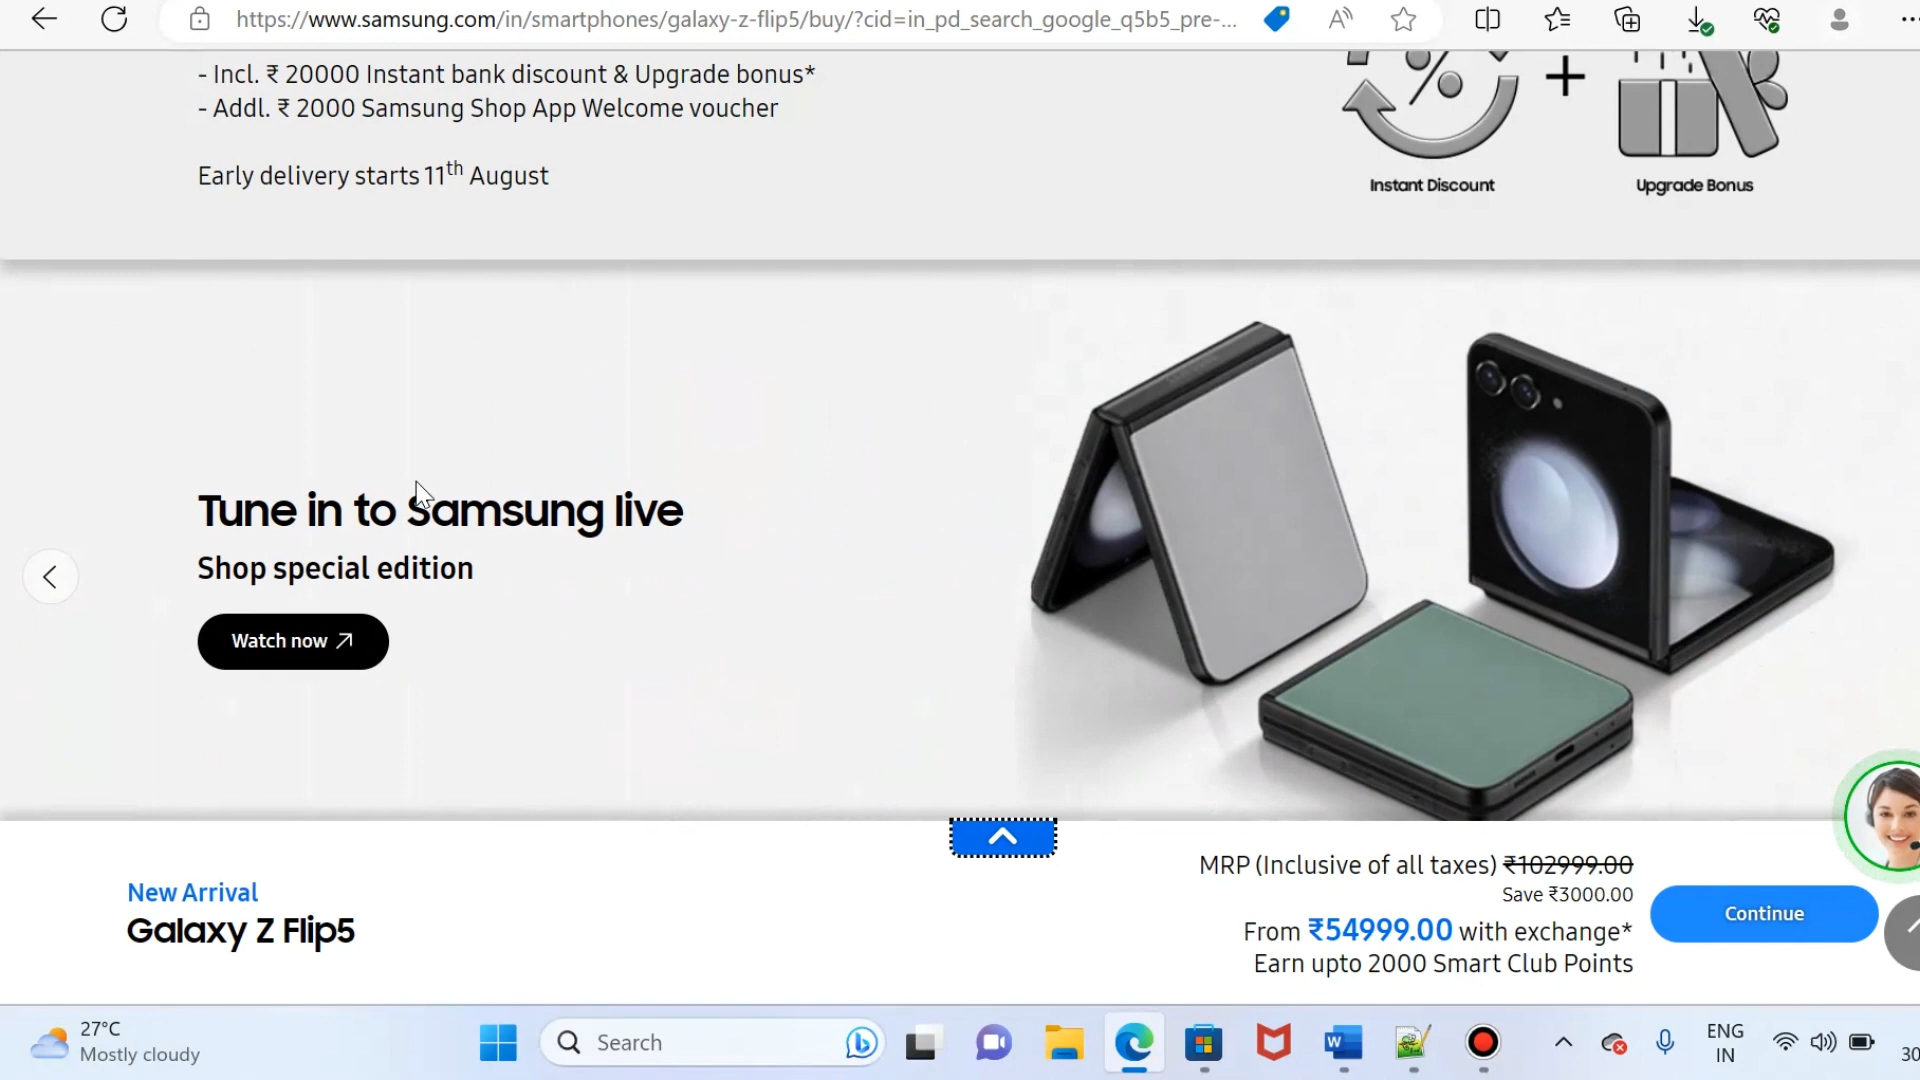 https://www.samsung.com/in/smartphones/galaxy-z-flip5/buy/?cid=in_pd_search_google_q5b5_pre-...
- Incl. ₹ 20000 Instant bank discount & Upgrade bonus*
- Addl. ₹ 2000 Samsung Shop App Welcome voucher
Early delivery starts 11th August
Instant Discount
+
Upgrade Bonus
Tune in to Samsung live
Shop special edition
Watch now
New Arrival
Galaxy Z Flip5
MRP (Inclusive of all taxes) ₹102999.00
Save ₹3000.00
From ₹54999.00 with exchange*
Earn upto 2000 Smart Club Points
Continue
27°C
Mostly cloudy
Search
ENG
IN
30